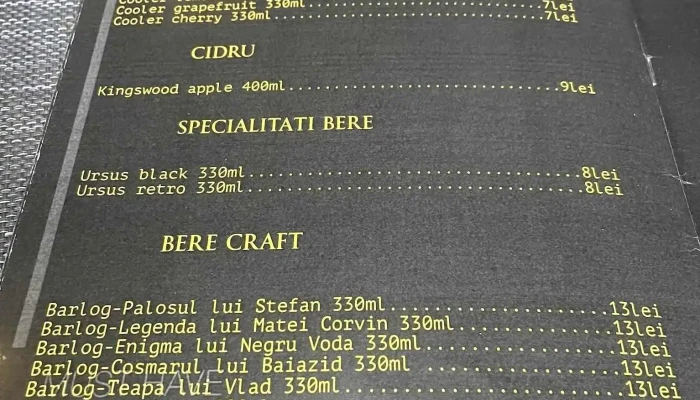 Cooler grapefruit 330ml.............................7lei
Cooler cherry 330ml.................................7lei
CIDRU
Kingswood apple 400ml...............................9lei
SPECIALITATI BERE
Ursus black 330ml...................................8lei
Ursus retro 330ml...................................8lei
BERE CRAFT
Barlog-Palosul lui Stefan 330ml.....................13lei
Barlog-Legenda lui Matei Corvin 330ml...............13lei
Barlog-Enigma lui Negru Voda 330ml..................13lei
Barlog-Cosmarul lui Baiazid 330ml...................13lei
Barlog-Teapa lui Vlad 330ml.........................13lei
MUST HAVE